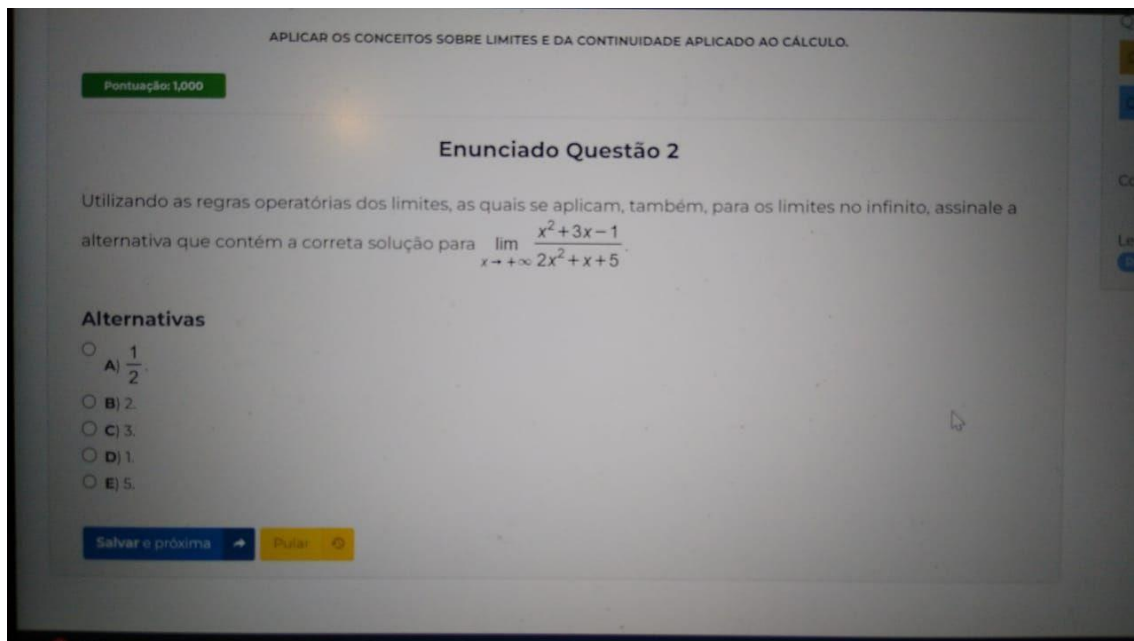 APLICAR OS CONCEITOS SOBRE LIMITES E DA CONTINUIDADE APLICADO AO CÁLCULO.
Pontuação: 1,000
Enunciado Questão 2
Utilizando as regras operatórias dos limites, as quais se aplicam, também, para os limites no infinito, assinale a
alternativa que contém a correta solução para lim x→+∞ (x²+3x−1)/(2x²+x+5).
Alternativas
A) 1/2.
B) 2.
C) 3.
D) 1.
E) 5.
Salvar e próxima
Pular